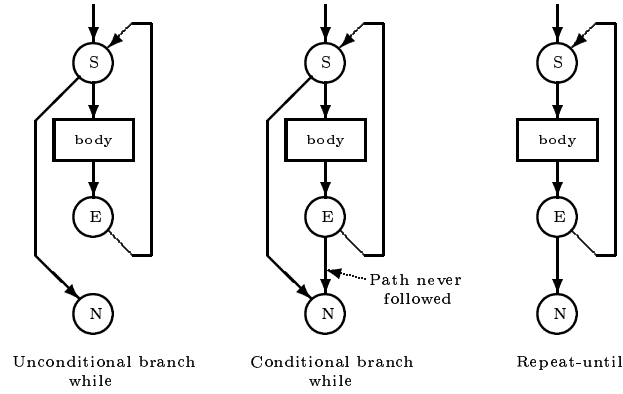 S
body
E
N
Unconditional branch
while
S
body
E
Path never
followed
N
Conditional branch
while
S
body
E
N
Repeat-until